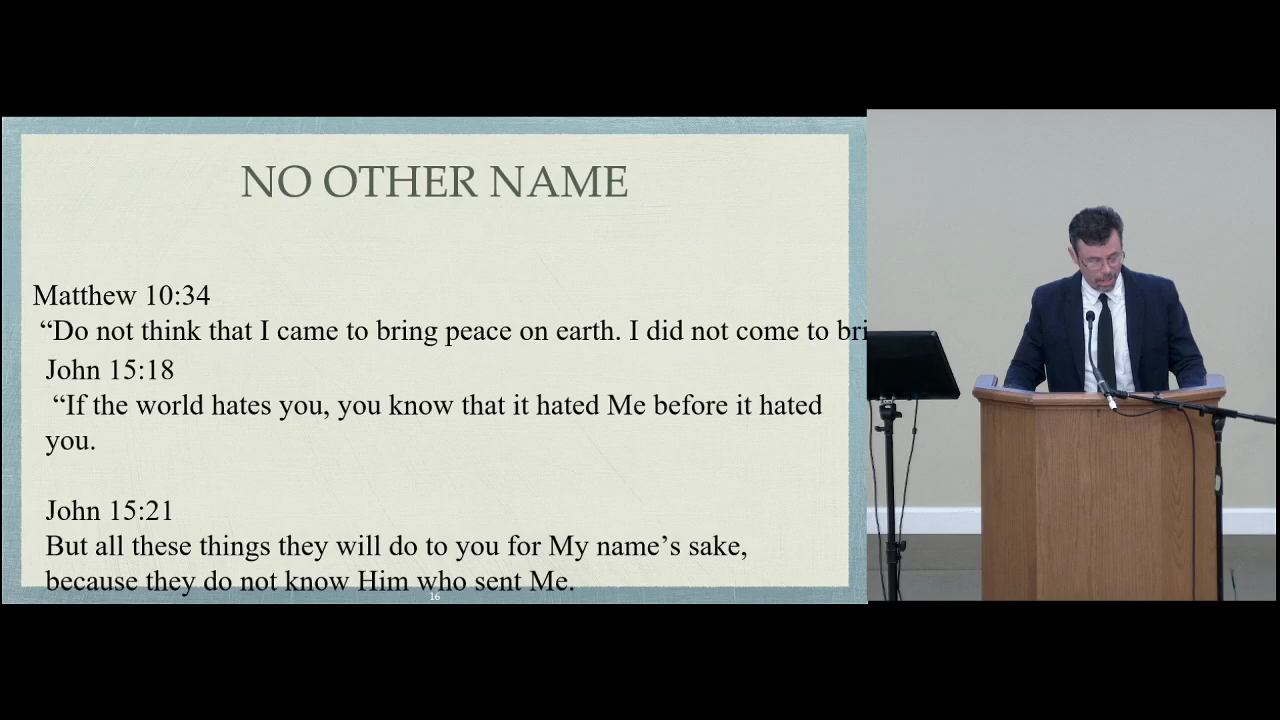 NO OTHER NAME
Matthew 10:34
“Do not think that I came to bring peace on earth. I did not come to bri
John 15:18
“If the world hates you, you know that it hated Me before it hated
you.
John 15:21
But all these things they will do to you for My name’s sake,
because they do not know Him who sent Me.
16